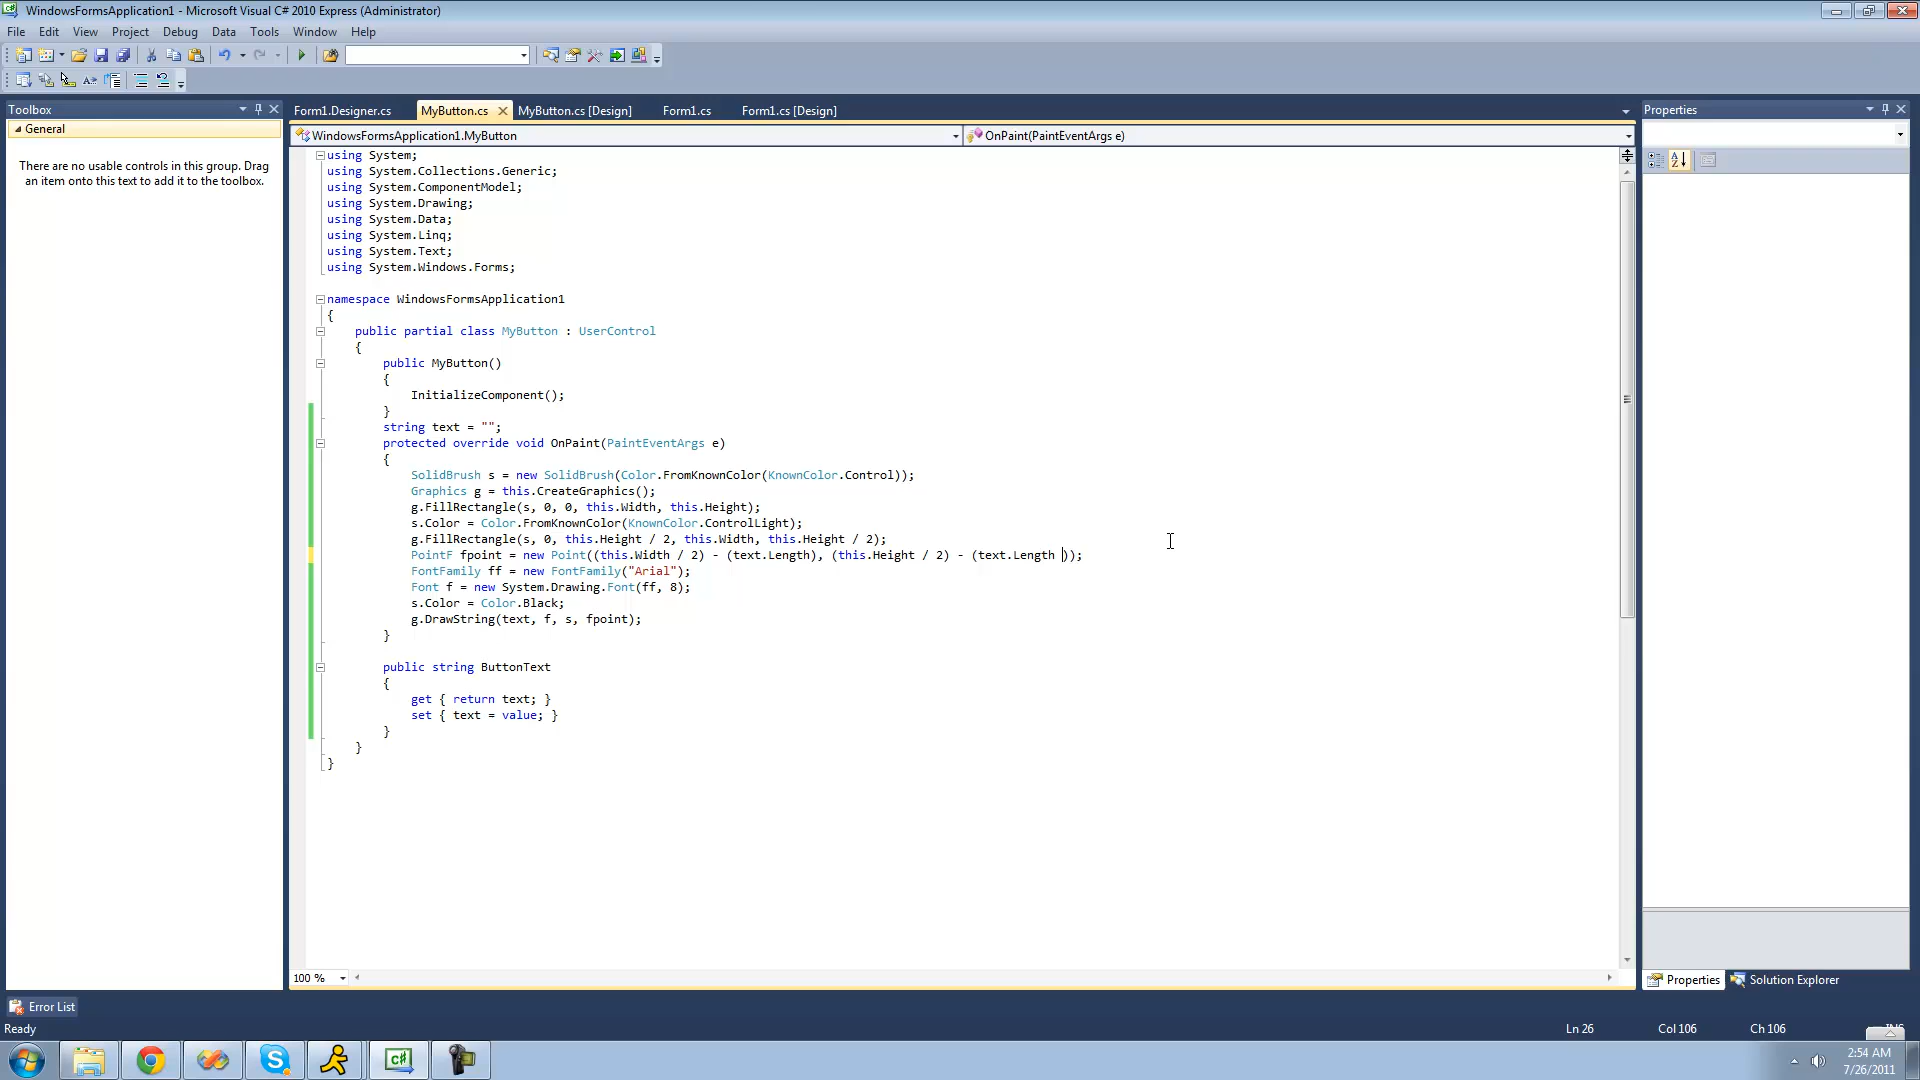 WindowsFormsApplication1 - Microsoft Visual C# 2010 Express (Administrator)
File Edit View Project Debug Data Tools Window Help
Toolbox
General
There are no usable controls in this group. Drag
an item onto this text to add it to the toolbox.
Form1.Designer.cs MyButton.cs MyButton.cs [Design] Form1.cs Form1.cs [Design]
WindowsFormsApplication1.MyButton OnPaint(PaintEventArgs e)
using System;
using System.Collections.Generic;
using System.ComponentModel;
using System.Drawing;
using System.Data;
using System.Linq;
using System.Text;
using System.Windows.Forms;
namespace WindowsFormsApplication1
{
public partial class MyButton : UserControl
{
public MyButton()
{
InitializeComponent();
}
string text = "";
protected override void OnPaint(PaintEventArgs e)
{
SolidBrush s = new SolidBrush(Color.FromKnownColor(KnownColor.Control));
Graphics g = this.CreateGraphics();
g.FillRectangle(s, 0, 0, this.Width, this.Height);
s.Color = Color.FromKnownColor(KnownColor.ControlLight);
g.FillRectangle(s, 0, this.Height / 2, this.Width, this.Height / 2);
PointF fpoint = new Point((this.Width / 2) - (text.Length), (this.Height / 2) - (text.Length ));
FontFamily ff = new FontFamily("Arial");
Font f = new System.Drawing.Font(ff, 8);
s.Color = Color.Black;
g.DrawString(text, f, s, fpoint);
}
public string ButtonText
{
get { return text; }
set { text = value; }
}
}
}
100 %
Properties
Properties Solution Explorer
Error List
Ready Ln 26 Col 106 Ch 106
2:54 AM
7/26/2011